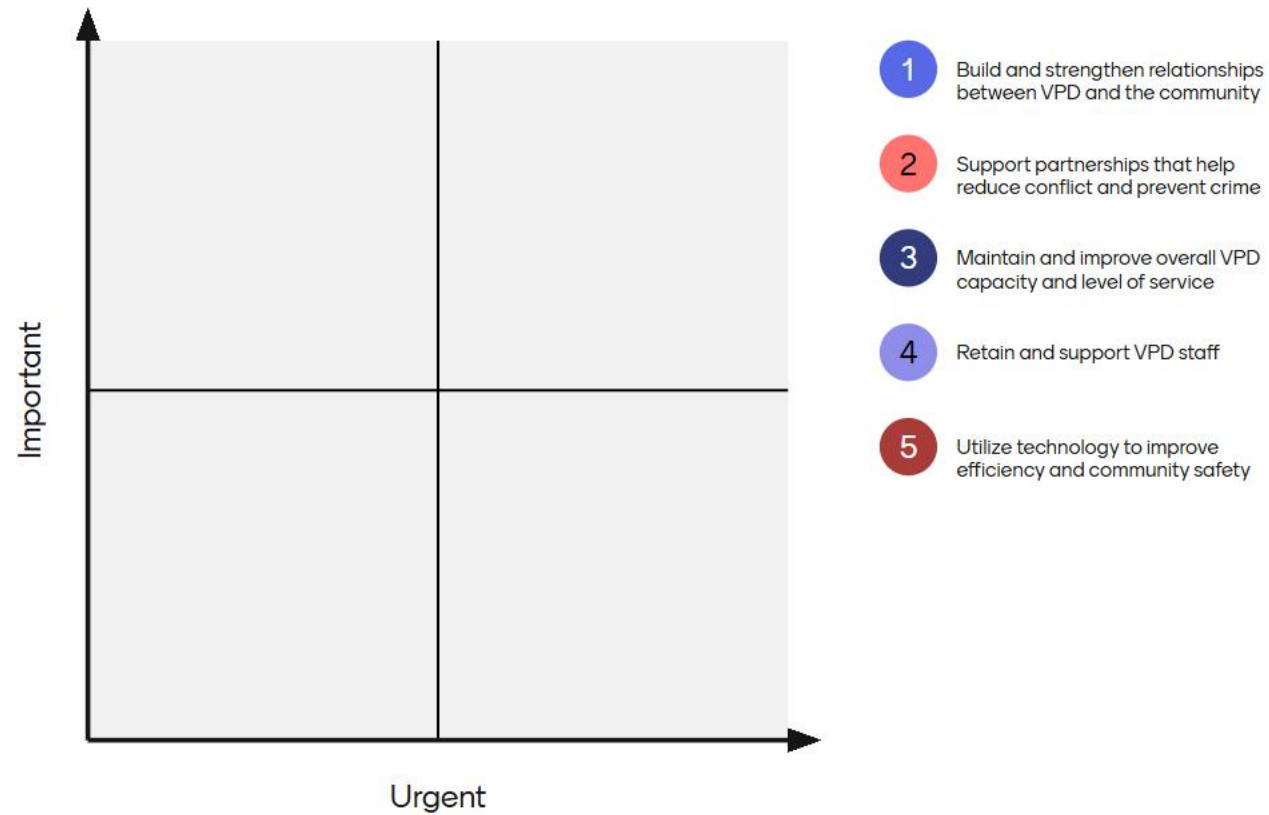 Important
Urgent
1
Build and strengthen relationships
between VPD and the community
2
Support partnerships that help
reduce conflict and prevent crime
3
Maintain and improve overall VPD
capacity and level of service
4
Retain and support VPD staff
5
Utilize technology to improve
efficiency and community safety